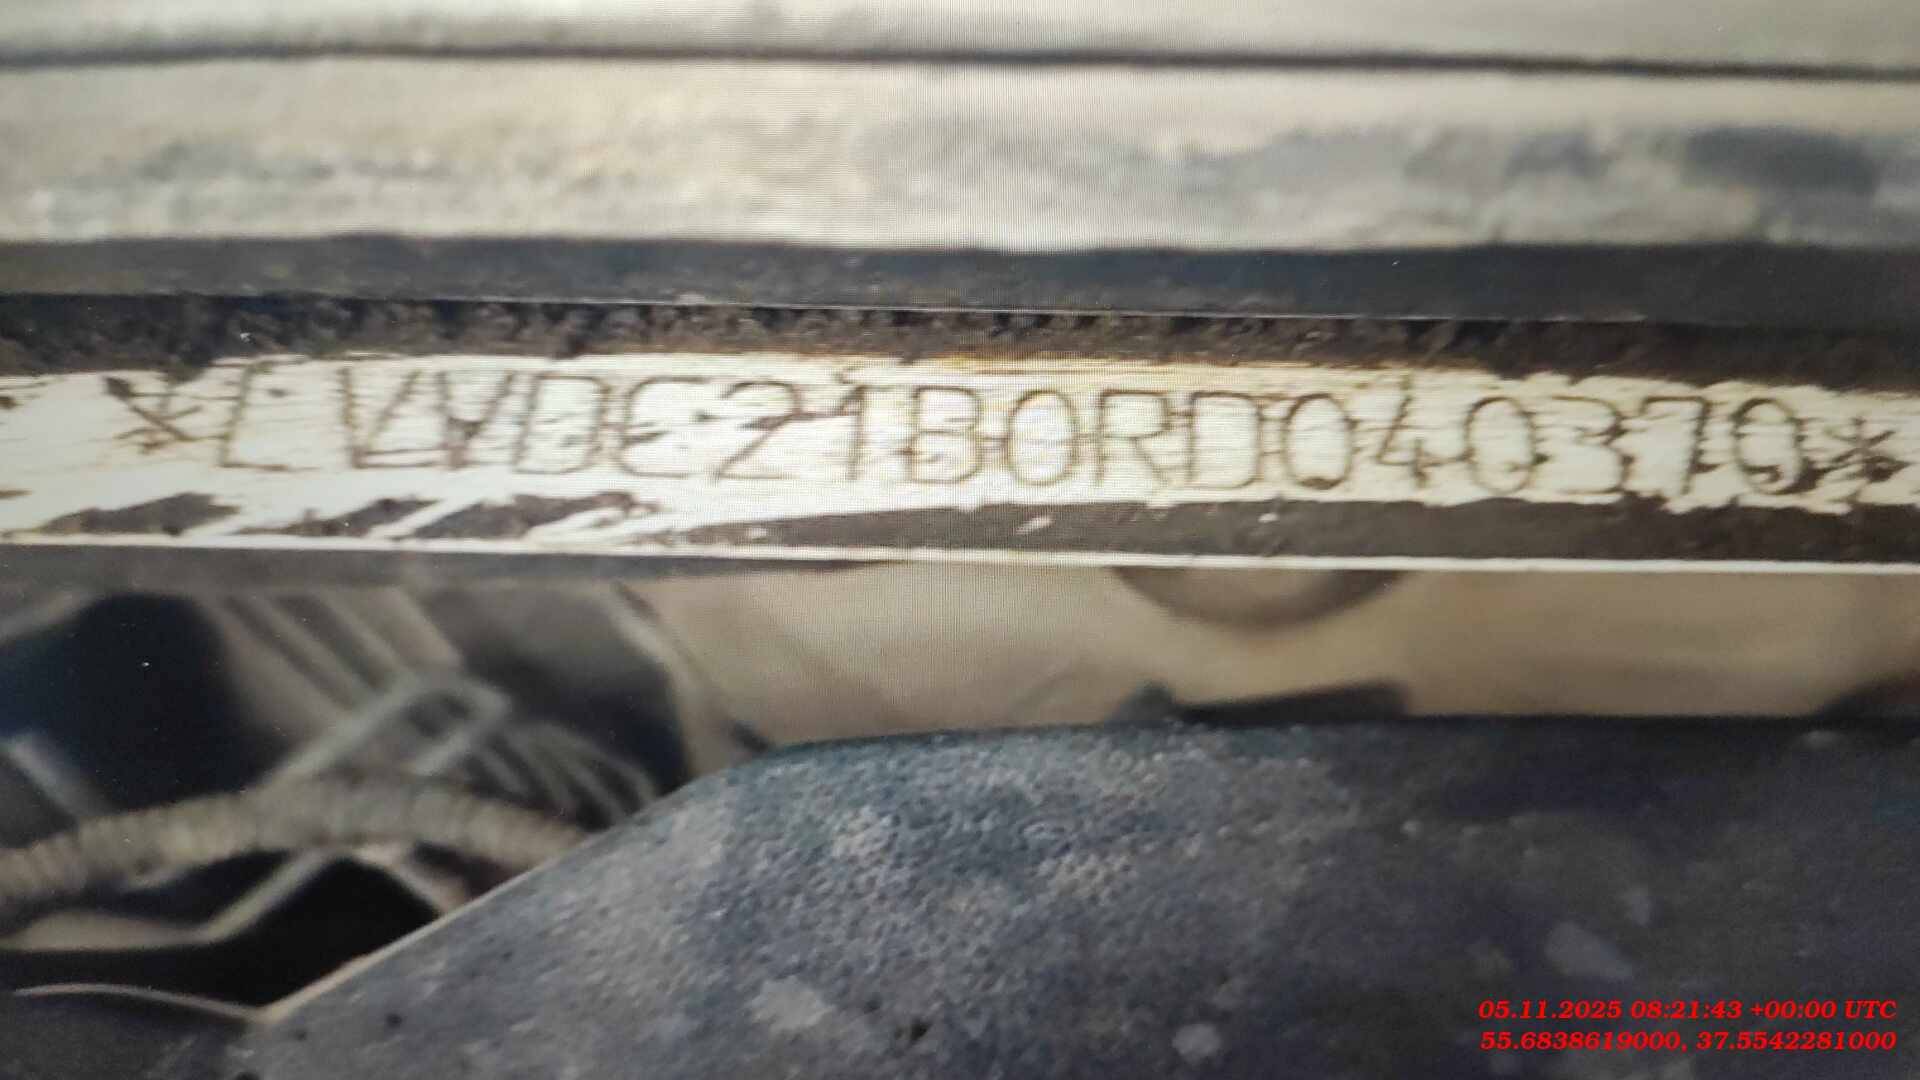 *LVVDC21B0RD040370*
05.11.2025 08:21:43 +00:00 UTC
55.6838619000, 37.5542281000